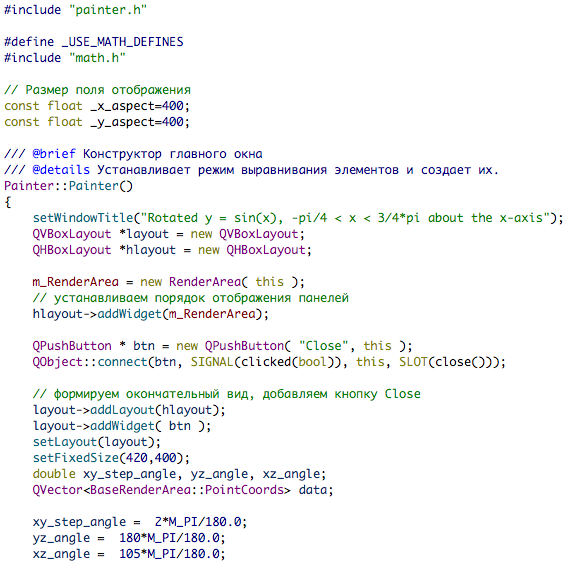 #include "painter.h"
#define _USE_MATH_DEFINES
#include "math.h"
// Размер поля отображения
const float _x_aspect=400;
const float _y_aspect=400;
/// @brief Конструктор главного окна
/// @details Устанавливает режим выравнивания элементов и создает их.
Painter::Painter()
{
    setWindowTitle("Rotated y = sin(x), -pi/4 < x < 3/4*pi about the x-axis");
    QVBoxLayout *layout = new QVBoxLayout;
    QHBoxLayout *hlayout = new QHBoxLayout;
    m_RenderArea = new RenderArea( this );
    // устанавливаем порядок отображения панелей
    hlayout->addWidget(m_RenderArea);
    QPushButton * btn = new QPushButton( "Close", this );
    QObject::connect(btn, SIGNAL(clicked(bool)), this, SLOT(close()));
    // формируем окончательный вид, добавляем кнопку Close
    layout->addLayout(hlayout);
    layout->addWidget( btn );
    setLayout(layout);
    setFixedSize(420,400);
    double xy_step_angle, yz_angle, xz_angle;
    QVector<BaseRenderArea::PointCoords> data;
    xy_step_angle =  2*M_PI/180.0;
    yz_angle =  180*M_PI/180.0;
    xz_angle =  105*M_PI/180.0;